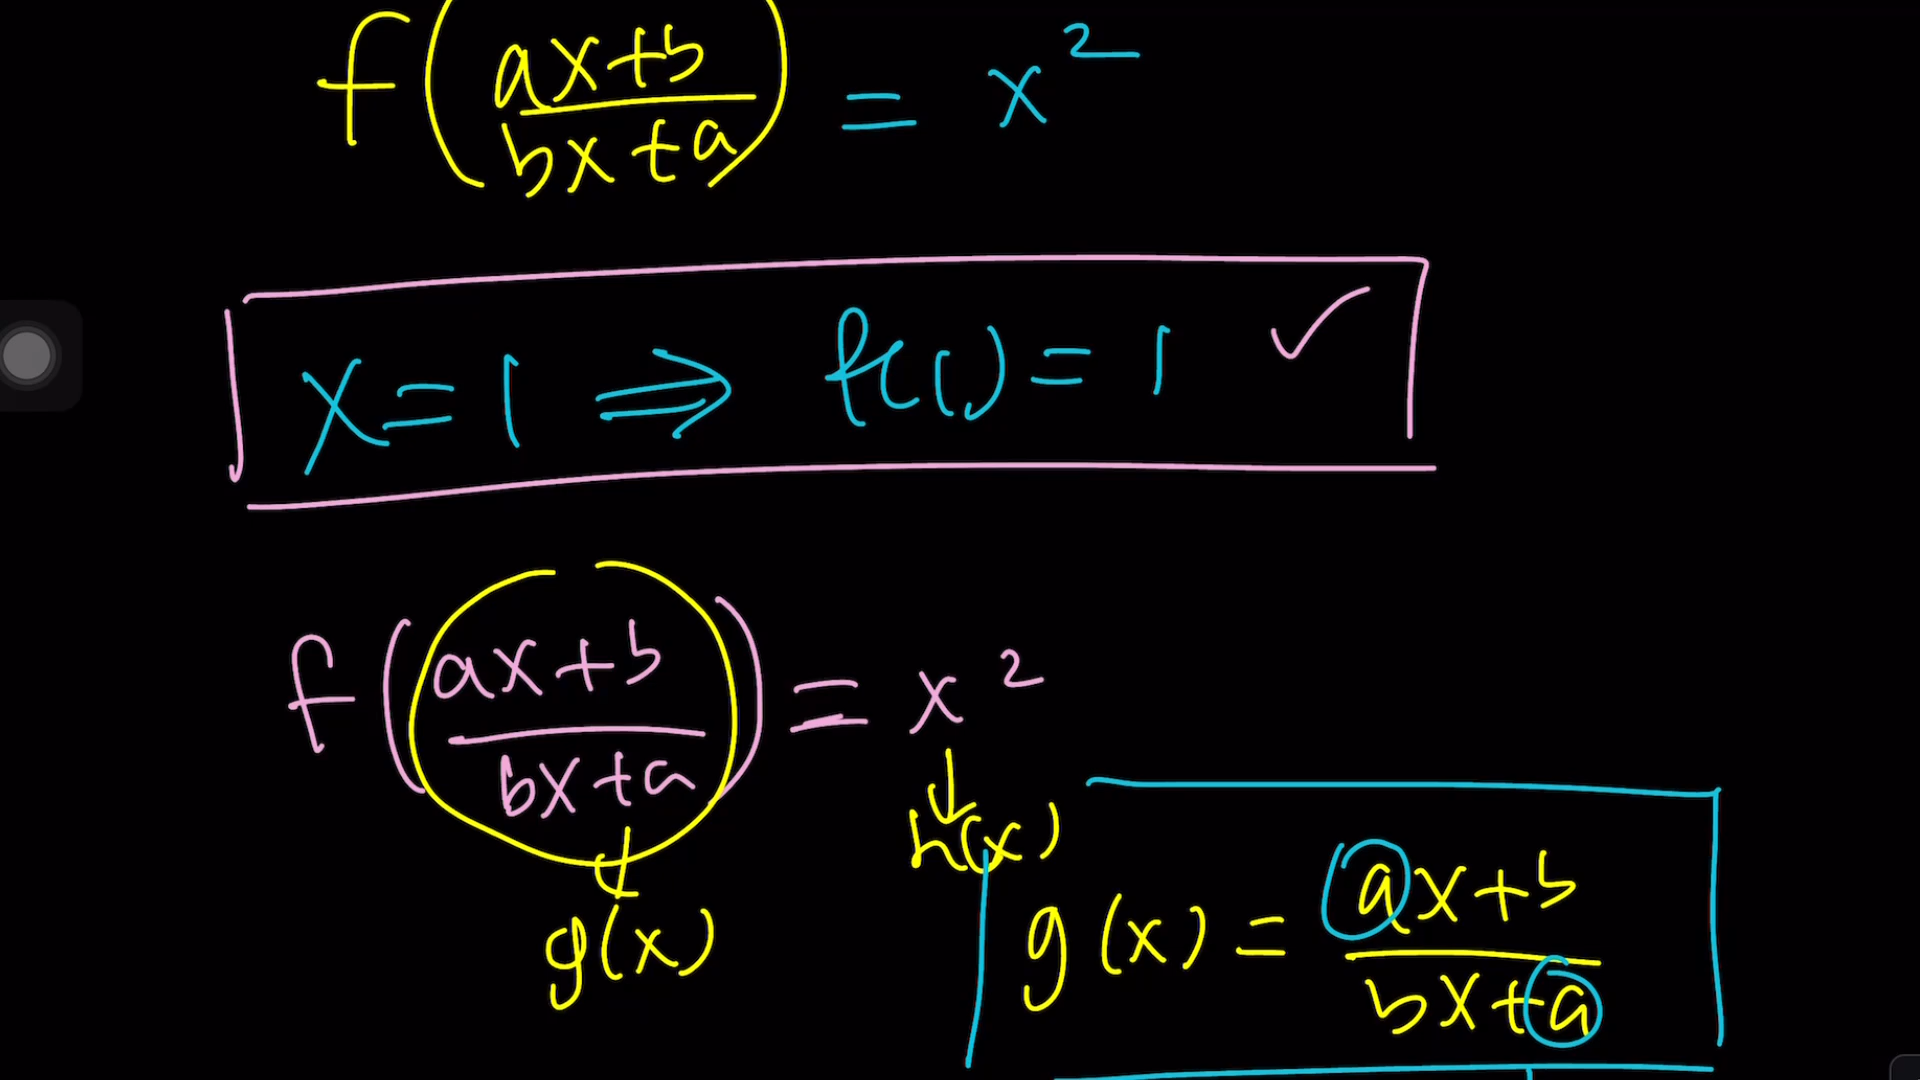 f(ax+b/bx+a) = x²
x=1 ⇒ f(1)=1 ✓
f(ax+b/bx+a) = x²
↓ h(x)
↓ g(x)
g(x) = ax+b/bx+a